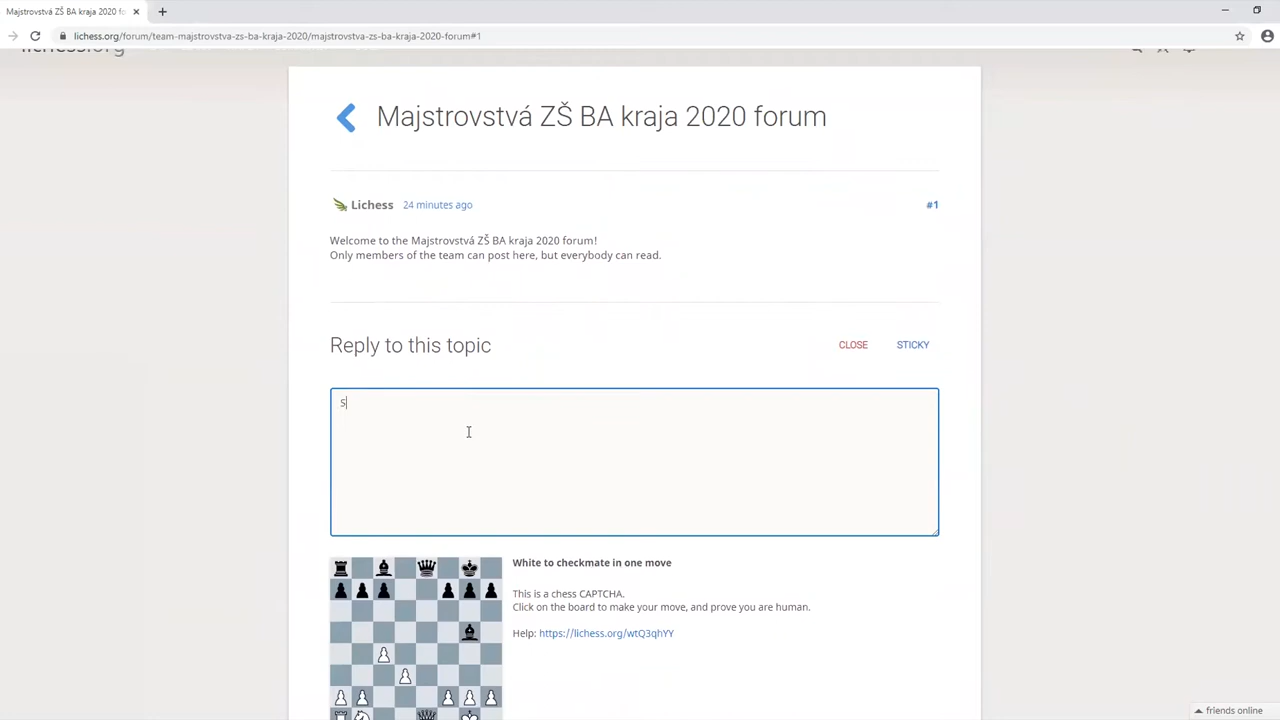 Majstrovstvá ZŠ BA kraja 2020 fo
lichess.org/forum/team-majstrovstva-zs-ba-kraja-2020/majstrovstva-zs-ba-kraja-2020-forum#1
lichess.org
Majstrovstvá ZŠ BA kraja 2020 forum
Lichess 24 minutes ago #1
Welcome to the Majstrovstvá ZŠ BA kraja 2020 forum!
Only members of the team can post here, but everybody can read.
Reply to this topic CLOSE STICKY
S
White to checkmate in one move
This is a chess CAPTCHA.
Click on the board to make your move, and prove you are human.
Help: https://lichess.org/wtQ3qhYY
friends online